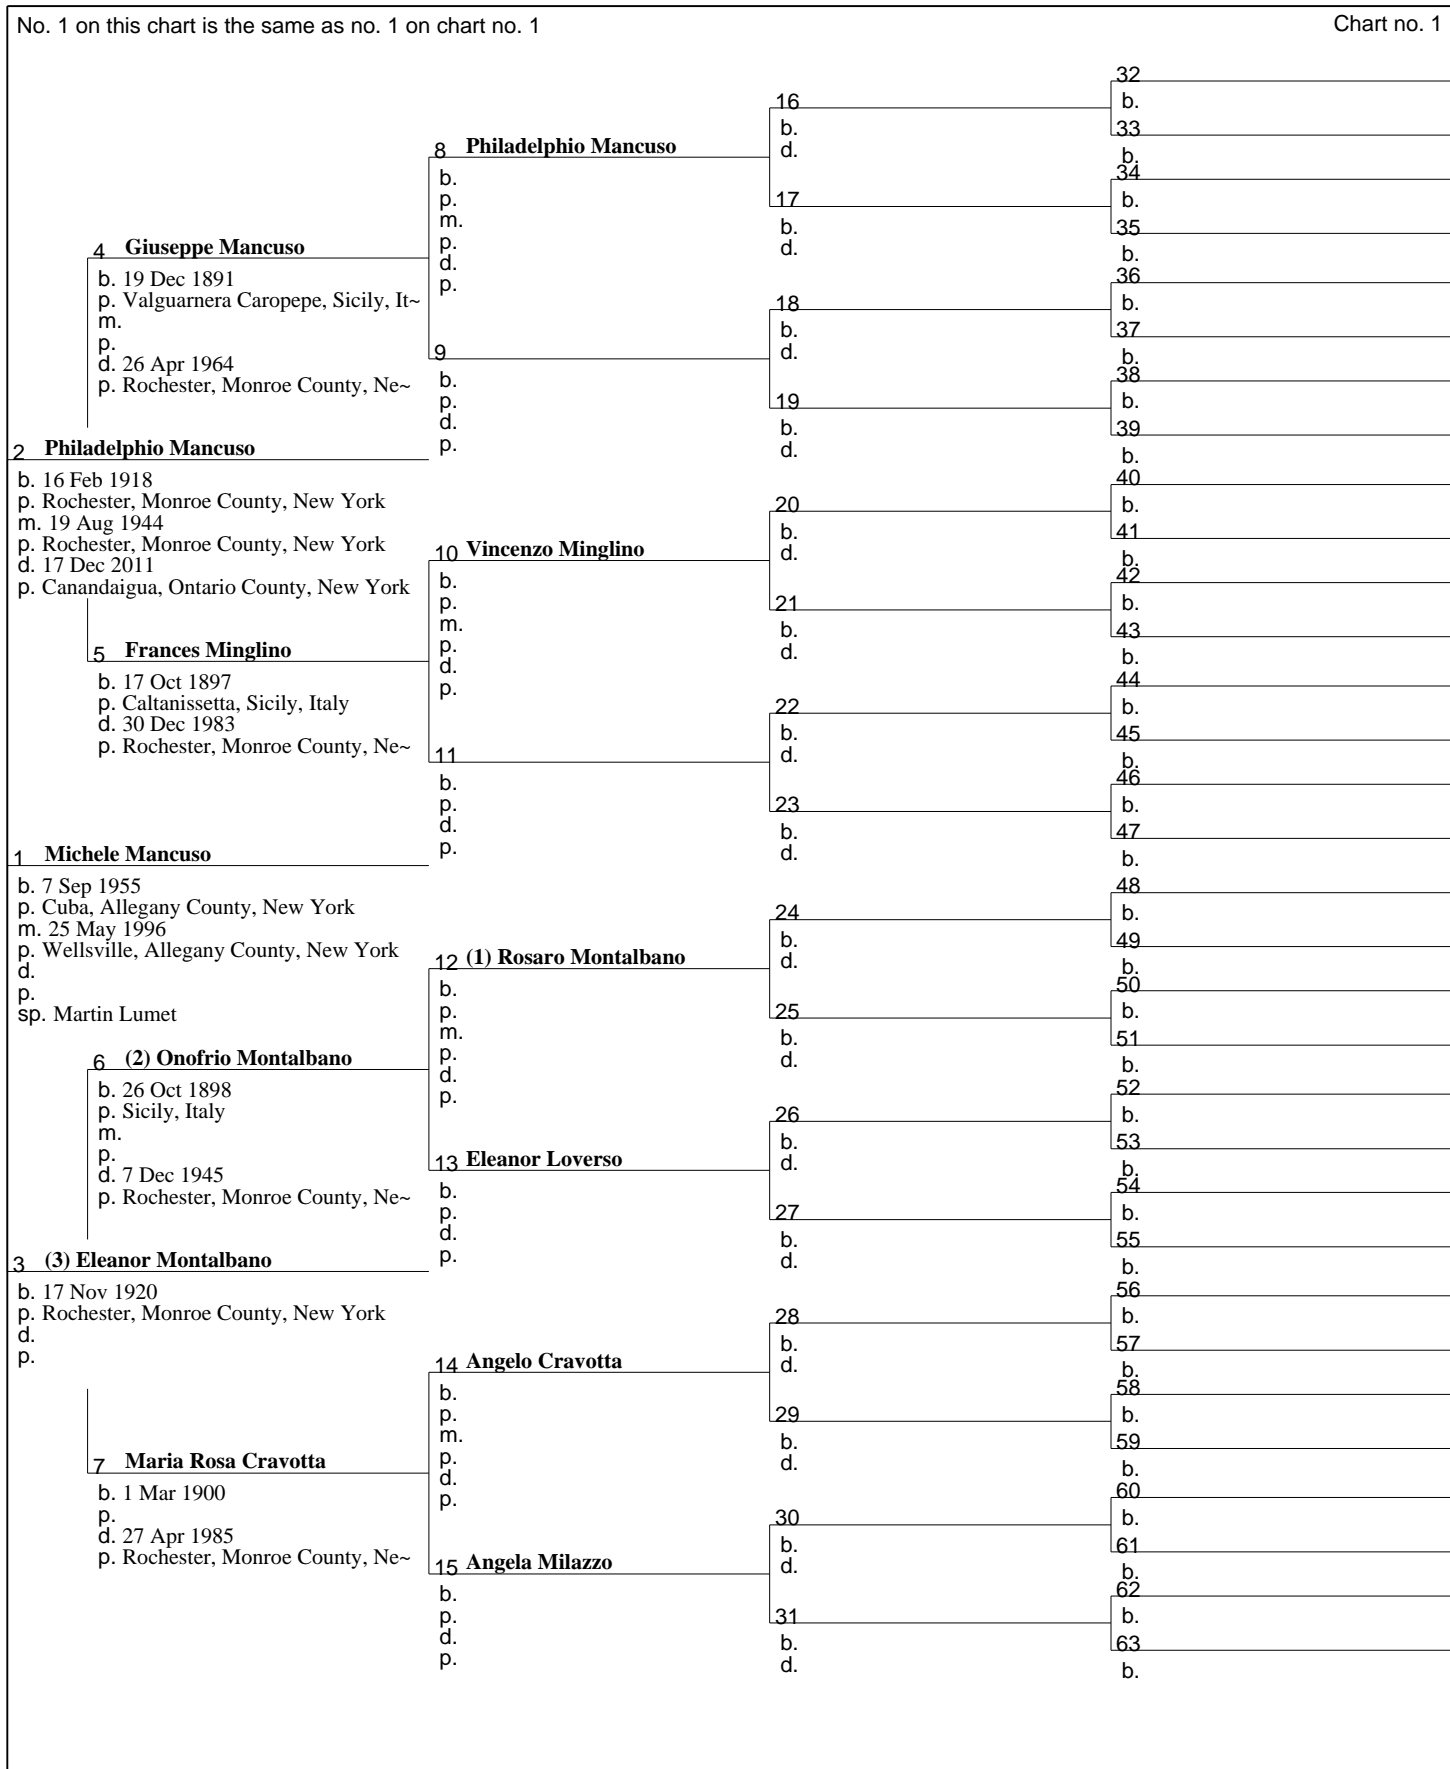 No. 1 on this chart is the same as no. 1 on chart no. 1
Chart no. 1
1 Michele Mancuso
b. 7 Sep 1955
p. Cuba, Allegany County, New York
m. 25 May 1996
p. Wellsville, Allegany County, New York
d.
p.
sp. Martin Lumet
2 Philadelphio Mancuso
b. 16 Feb 1918
p. Rochester, Monroe County, New York
m. 19 Aug 1944
p. Rochester, Monroe County, New York
d. 17 Dec 2011
p. Canandaigua, Ontario County, New York
3 (3) Eleanor Montalbano
b. 17 Nov 1920
p. Rochester, Monroe County, New York
d.
p.
4 Giuseppe Mancuso
b. 19 Dec 1891
p. Valguarnera Caropepe, Sicily, It~
m.
p.
d. 26 Apr 1964
p. Rochester, Monroe County, Ne~
5 Frances Minglino
b. 17 Oct 1897
p. Caltanissetta, Sicily, Italy
d. 30 Dec 1983
p. Rochester, Monroe County, Ne~
6 (2) Onofrio Montalbano
b. 26 Oct 1898
p. Sicily, Italy
m.
p.
d. 7 Dec 1945
p. Rochester, Monroe County, Ne~
7 Maria Rosa Cravotta
b. 1 Mar 1900
p.
d. 27 Apr 1985
p. Rochester, Monroe County, Ne~
8 Philadelphio Mancuso
b.
p.
m.
p.
d.
p.
9
b.
p.
d.
p.
10 Vincenzo Minglino
b.
p.
m.
p.
d.
p.
11
b.
p.
d.
p.
12 (1) Rosaro Montalbano
b.
p.
m.
p.
d.
p.
13 Eleanor Loverso
b.
p.
d.
p.
14 Angelo Cravotta
b.
p.
m.
p.
d.
p.
15 Angela Milazzo
b.
p.
d.
p.
16
b.
d.
17
b.
d.
18
b.
d.
19
b.
d.
20
b.
d.
21
b.
d.
22
b.
d.
23
b.
d.
24
b.
d.
25
b.
d.
26
b.
d.
27
b.
d.
28
b.
d.
29
b.
d.
30
b.
d.
31
b.
d.
32
b.
33
b.
34
b.
35
b.
36
b.
37
b.
38
b.
39
b.
40
b.
41
b.
42
b.
43
b.
44
b.
45
b.
46
b.
47
b.
48
b.
49
b.
50
b.
51
b.
52
b.
53
b.
54
b.
55
b.
56
b.
57
b.
58
b.
59
b.
60
b.
61
b.
62
b.
63
b.